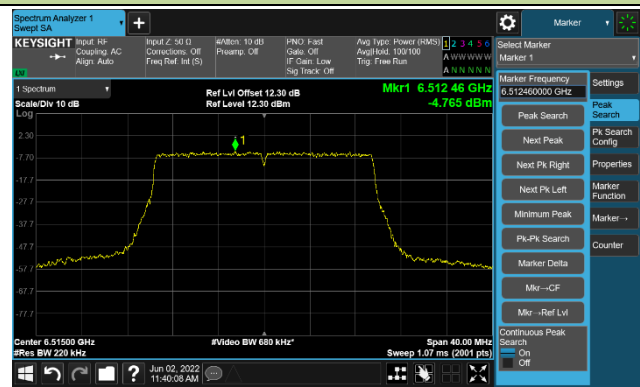 Spectrum Analyzer 1
Swept SA
Marker
KEYSIGHT
Input: RF
Coupling: AC
Align: Auto
Input Z: 50 Ω
Corrections: Off
Freq Ref: Int (S)
#Atten: 10 dB
Preamp: Off
PNO: Fast
Gate: Off
IF Gain: Low
Sig Track: Off
Avg Type: Power (RMS)
Avg|Hold: 100/100
Trig: Free Run
1 2 3 4 5 6
A W W W W W
A N N N N N
LXI
Select Marker
Marker 1
1 Spectrum
Scale/Div 10 dB
Log
Ref Lvl Offset 12.30 dB
Ref Level 12.30 dBm
Mkr1 6.512 46 GHz
-4.765 dBm
2.30
-7.70
-17.7
-27.7
-37.7
-47.7
-57.7
-67.7
-77.7
1
Center 6.51500 GHz
#Res BW 220 kHz
#Video BW 680 kHz*
Span 40.00 MHz
Sweep 1.07 ms (2001 pts)
Marker Frequency
6.512460000 GHz
Peak Search
Next Peak
Next Pk Right
Next Pk Left
Minimum Peak
Pk-Pk Search
Marker Delta
Mkr→CF
Mkr→Ref Lvl
Continuous Peak
Search
On
Off
Settings
Peak
Search
Pk Search
Config
Properties
Marker
Function
Marker→
Counter
Jun 02, 2022
11:40:08 AM